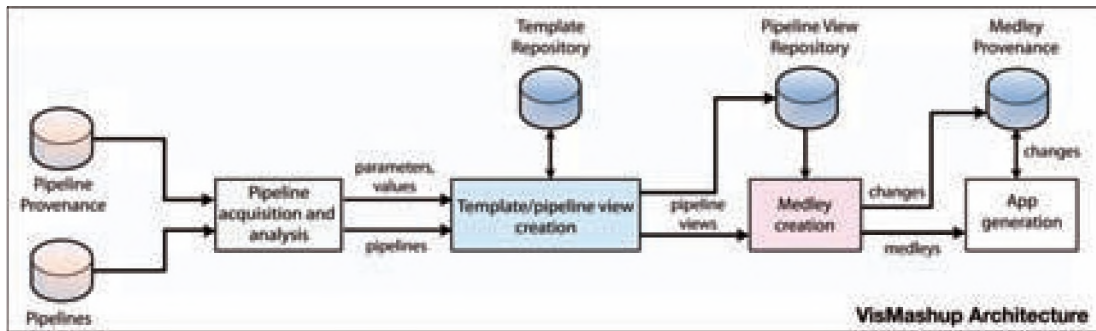 Template
Repository
Pipeline View
Repository
Medley
Provenance
Pipeline
Provenance
Pipelines
Pipeline
acquisition and
analysis
parameters,
values
pipelines
Template/pipeline view
creation
pipeline
views
Medley
creation
changes
medleys
changes
App
generation
VisMashup Architecture